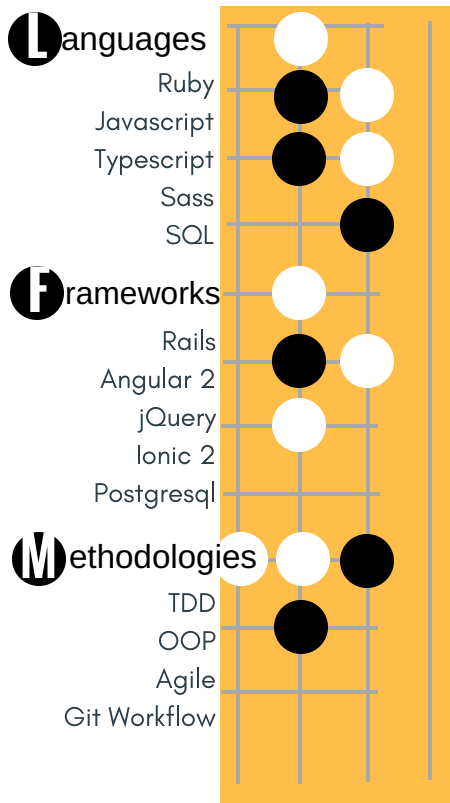 Languages
Ruby
Javascript
Typescript
Sass
SQL
Frameworks
Rails
Angular 2
jQuery
Ionic 2
Postgresql
Methodologies
TDD
OOP
Agile
Git Workflow